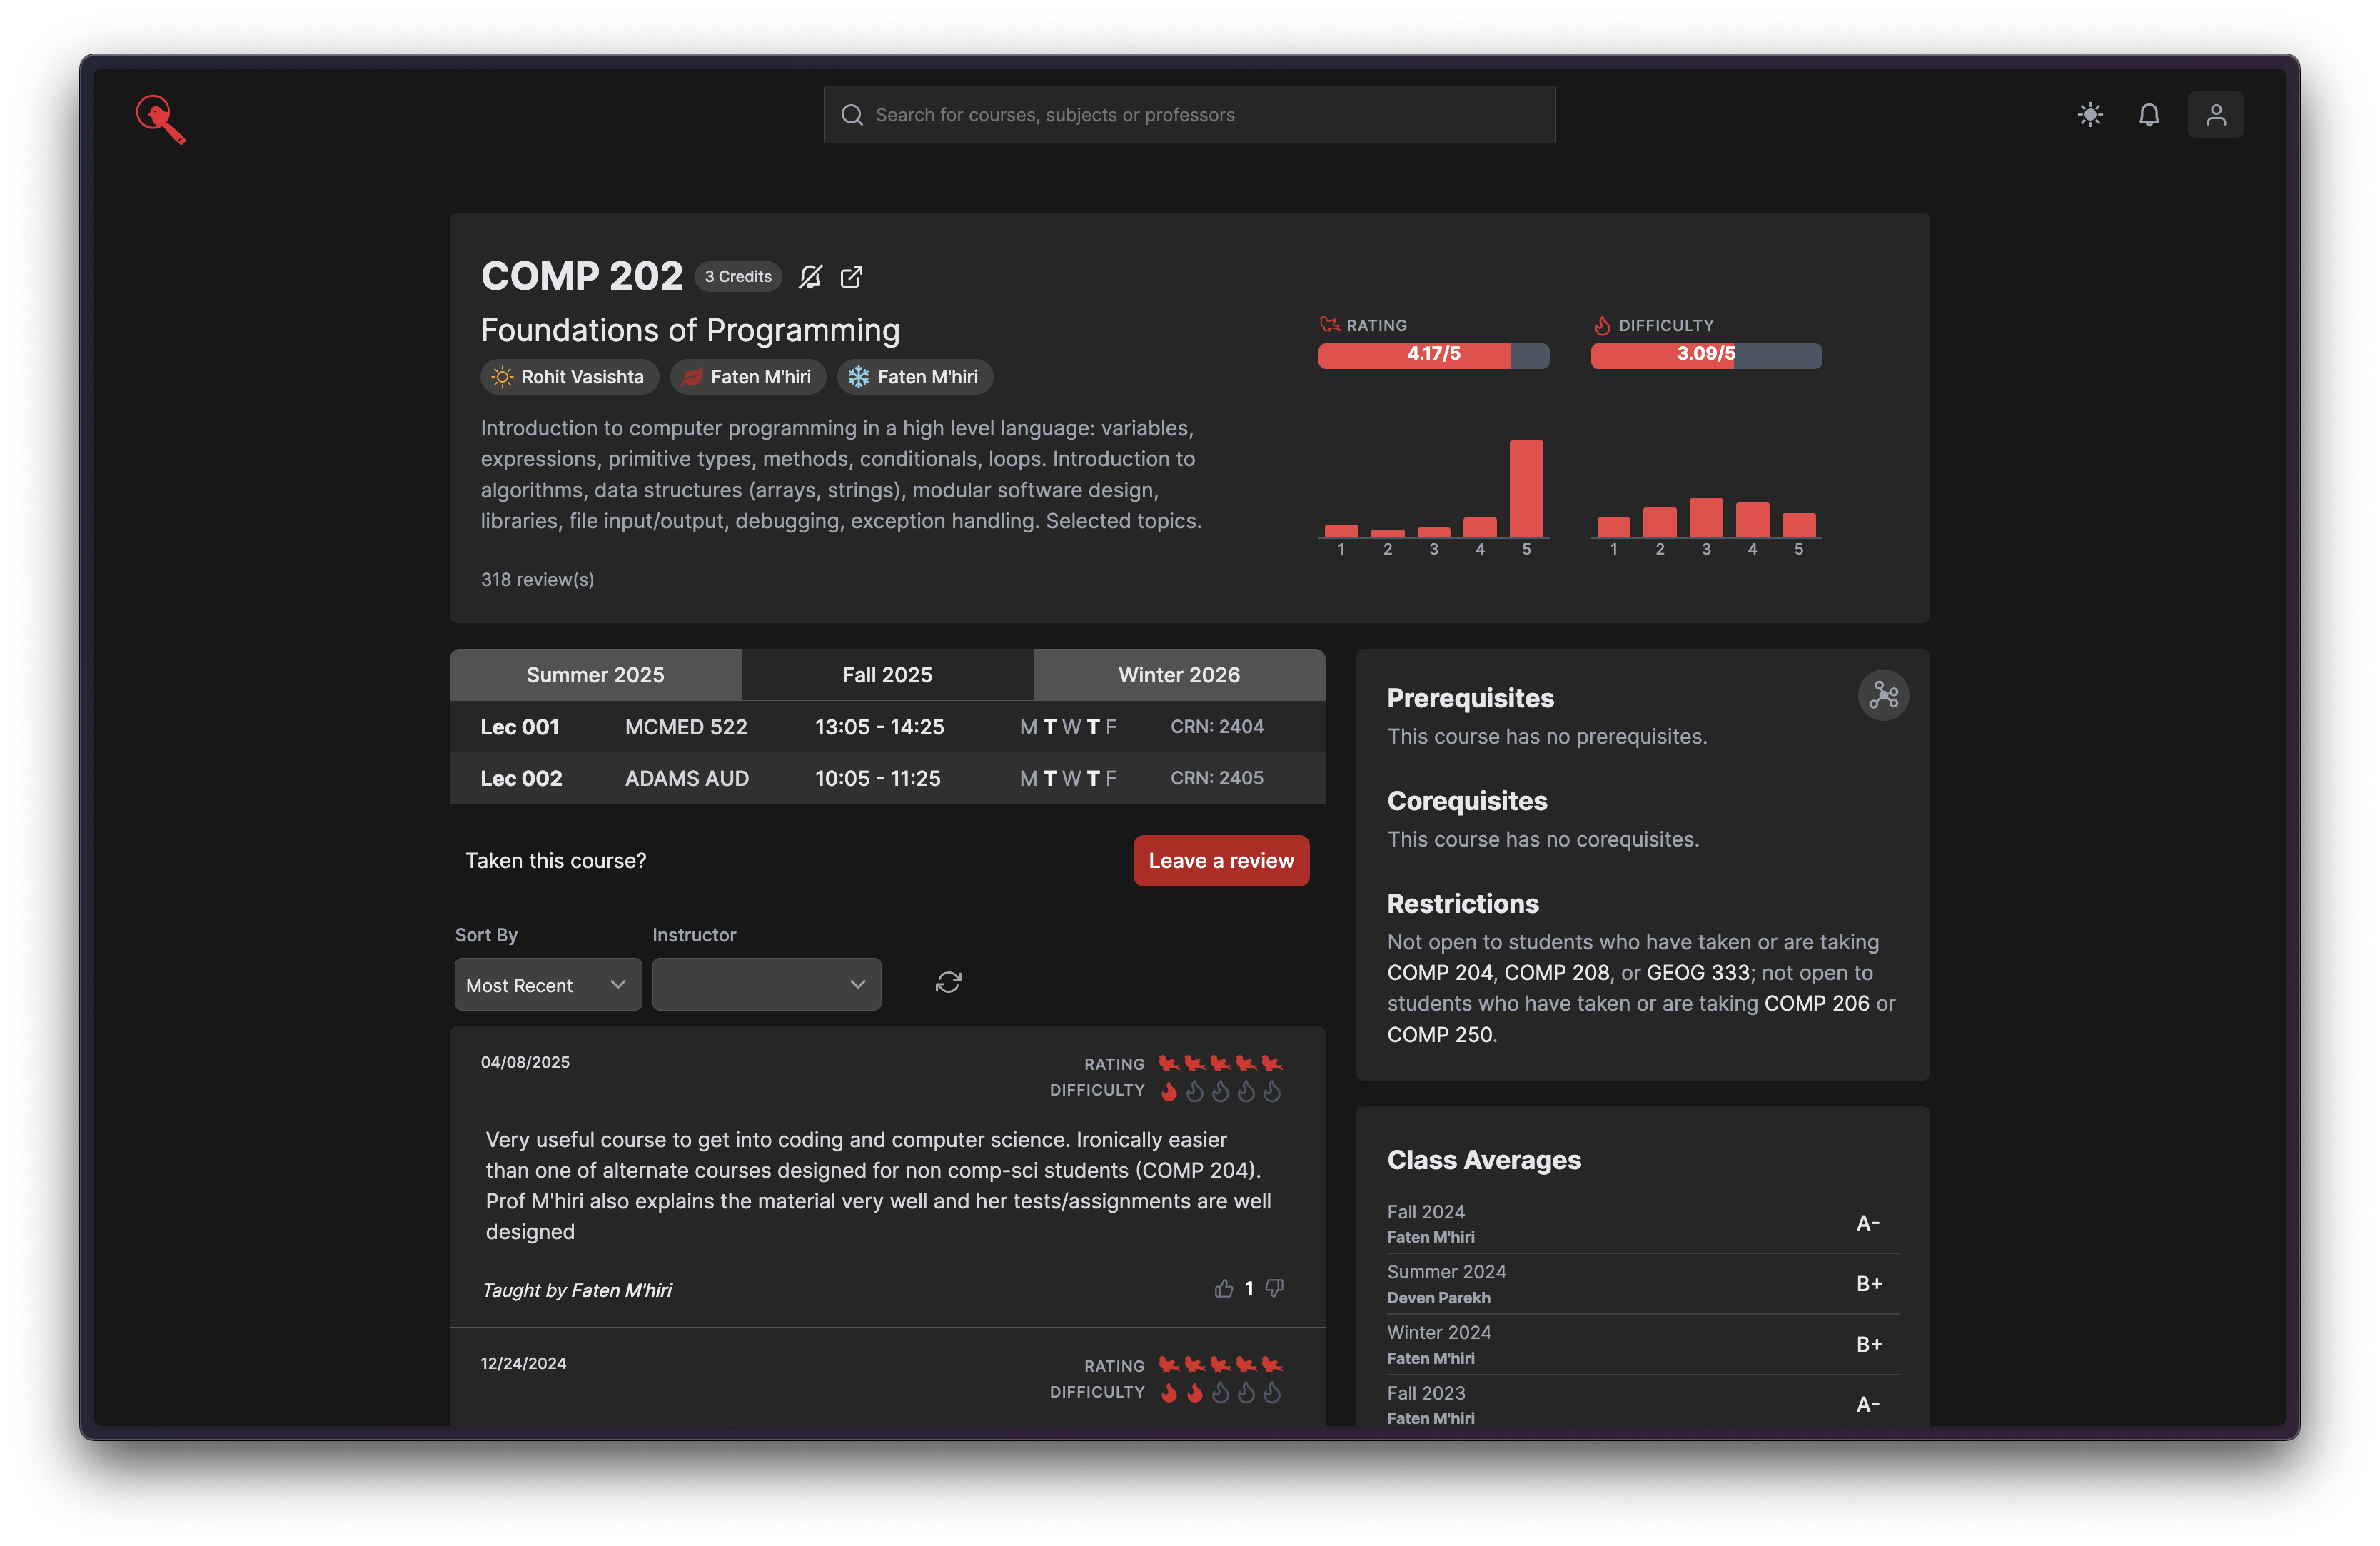 Search for courses, subjects or professors
COMP 202
3 Credits
Foundations of Programming
Rohit Vasishta
Faten M'hiri
Faten M'hiri
Introduction to computer programming in a high level language: variables,
expressions, primitive types, methods, conditionals, loops. Introduction to
algorithms, data structures (arrays, strings), modular software design,
libraries, file input/output, debugging, exception handling. Selected topics.
318 review(s)
RATING
4.17/5
1 2 3 4 5
DIFFICULTY
3.09/5
1 2 3 4 5
Summer 2025 Fall 2025 Winter 2026
Lec 001 MCMED 522 13:05 - 14:25 M T W T F CRN: 2404
Lec 002 ADAMS AUD 10:05 - 11:25 M T W T F CRN: 2405
Taken this course?
Leave a review
Sort By Instructor
Most Recent
04/08/2025
RATING
DIFFICULTY
Very useful course to get into coding and computer science. Ironically easier
than one of alternate courses designed for non comp-sci students (COMP 204).
Prof M'hiri also explains the material very well and her tests/assignments are well
designed
Taught by Faten M'hiri
1
12/24/2024
RATING
DIFFICULTY
Prerequisites
This course has no prerequisites.
Corequisites
This course has no corequisites.
Restrictions
Not open to students who have taken or are taking
COMP 204, COMP 208, or GEOG 333; not open to
students who have taken or are taking COMP 206 or
COMP 250.
Class Averages
Fall 2024
Faten M'hiri
A-
Summer 2024
Deven Parekh
B+
Winter 2024
Faten M'hiri
B+
Fall 2023
Faten M'hiri
A-